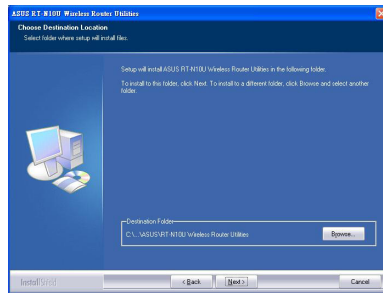 ASUS RT-N10U Wireless Router Utilities
Choose Destination Location
Select folder where setup will install files.
Setup will install ASUS RT-N10U Wireless Router Utilities in the following folder.
To install to this folder, click Next. To install to a different folder, click Browse and select another
folder.
Destination Folder
C:\...\ASUS\RT-N10U Wireless Router Utilities
Browse...
InstallShield
< Back
Next >
Cancel